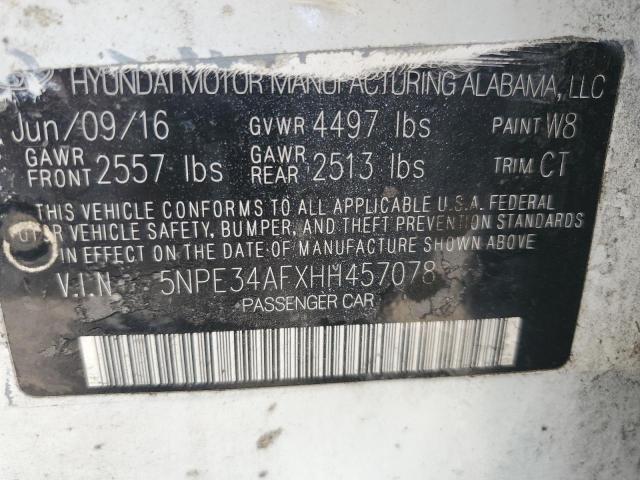 HYUNDAI MOTOR MANUFACTURING ALABAMA, LLC
Jun/09/16 GVWR 4497 lbs PAINT W8
GAWR FRONT 2557 lbs GAWR REAR 2513 lbs TRIM CT
THIS VEHICLE CONFORMS TO ALL APPLICABLE U.S.A. FEDERAL
MOTOR VEHICLE SAFETY, BUMPER, AND THEFT PREVENTION STANDARDS
IN EFFECT ON THE DATE OF MANUFACTURE SHOWN ABOVE.
V.I.N 5NPE34AFXHH457078
PASSENGER CAR